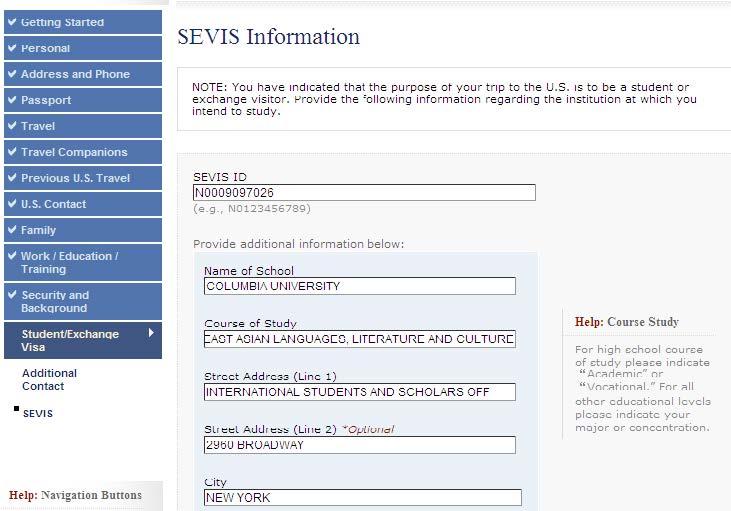 Getting Started
Personal
Address and Phone
Passport
Travel
Travel Companions
Previous U.S. Travel
U.S. Contact
Family
Work / Education /
Training
Security and
Background
Student/Exchange
Visa
Additional
Contact
SEVIS
Help: Navigation Buttons
SEVIS Information
NOTE: You have indicated that the purpose of your trip to the U.S. is to be a student or
exchange visitor. Provide the following information regarding the institution at which you
intend to study.
SEVIS ID
N0009097026
(e.g., N0123456789)
Provide additional information below:
Name of School
COLUMBIA UNIVERSITY
Course of Study
EAST ASIAN LANGUAGES, LITERATURE AND CULTURE
Street Address (Line 1)
INTERNATIONAL STUDENTS AND SCHOLARS OFF
Street Address (Line 2) *Optional
2960 BROADWAY
City
NEW YORK
Help: Course Study
For high school course
of study please indicate
“Academic” or
“Vocational.” For all
other educational levels
please indicate your
major or concentration.